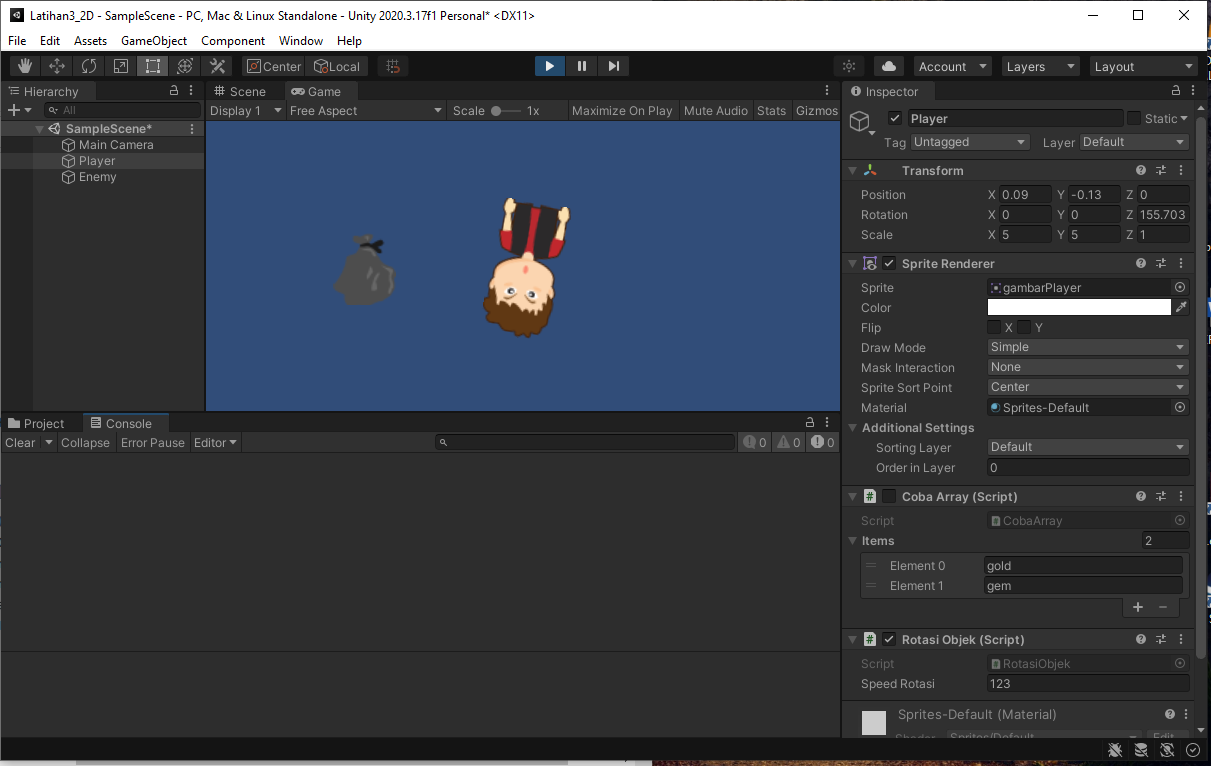 Latihan3_2D - SampleScene - PC, Mac & Linux Standalone - Unity 2020.3.17f1 Personal* <DX11>
File Edit Assets GameObject Component Window Help
Center Local Account Layers Layout
Hierarchy
All
SampleScene*
Main Camera
Player
Enemy
Scene Game
Display 1 Free Aspect Scale 1x Maximize On Play Mute Audio Stats Gizmos
Project Console
Clear Collapse Error Pause Editor 0 0 0
Inspector
Player Static
Tag Untagged Layer Default
Transform
Position X 0.09 Y -0.13 Z 0
Rotation X 0 Y 0 Z 155.703
Scale X 5 Y 5 Z 1
Sprite Renderer
Sprite gambarPlayer
Color
Flip X Y
Draw Mode Simple
Mask Interaction None
Sprite Sort Point Center
Material Sprites-Default
Additional Settings
Sorting Layer Default
Order in Layer 0
# Coba Array (Script)
Script CobaArray
Items 2
Element 0 gold
Element 1 gem
+ −
# Rotasi Objek (Script)
Script RotasiObjek
Speed Rotasi 123
Sprites-Default (Material)
Shader Sprites/Default Edit